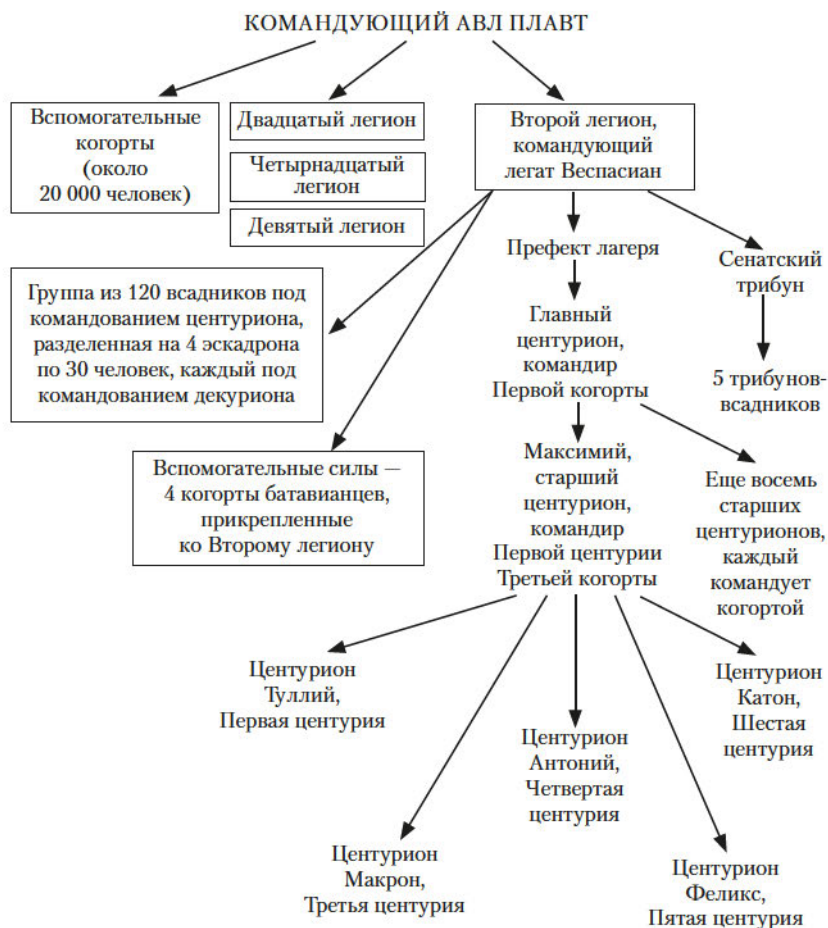 КОМАНДУЮЩИЙ АВЛ ПЛАВТ
Вспомогательные
когорты
(около
20 000 человек)
Двадцатый легион
Четырнадцатый
легион
Девятый легион
Второй легион,
командующий
легат Веспасиан
Префект лагеря
Сенатский
трибун
Группа из 120 всадников под
командованием центуриона,
разделенная на 4 эскадрона
по 30 человек, каждый под
командованием декуриона
Главный
центурион,
командир
Первой когорты
5 трибунов-
всадников
Вспомогательные силы —
4 когорты батавианцев,
прикрепленные
ко Второму легиону
Максимий,
старший
центурион,
командир
Первой центурии
Третьей когорты
Еще восемь
старших
центурионов,
каждый
командует
когортой
Центурион
Туллий,
Первая центурия
Центурион
Макрон,
Третья центурия
Центурион
Антоний,
Четвертая
центурия
Центурион
Феликс,
Пятая центурия
Центурион
Катон,
Шестая
центурия